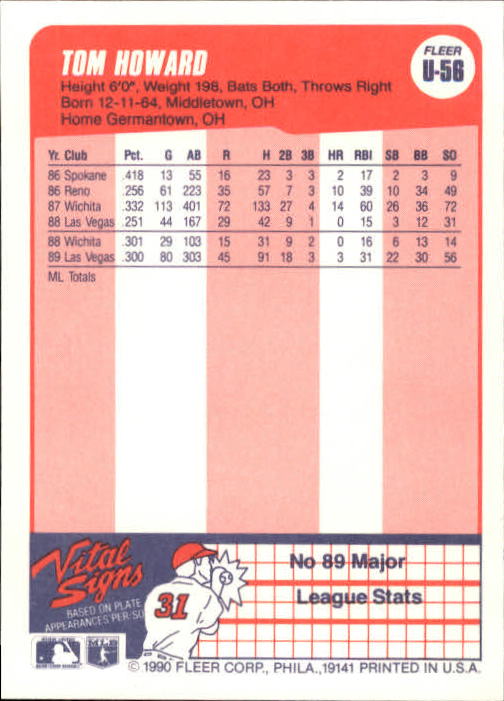 TOM HOWARD
FLEER
U-56
Height 6'0", Weight 198, Bats Both, Throws Right
Born 12-11-64, Middletown, OH
Home Germantown, OH
Yr. Club Pct. G AB R H 2B 3B HR RBI SB BB SO
86 Spokane .418 13 55 16 23 3 3 2 17 2 3 9
86 Reno .256 61 223 35 57 7 3 10 39 10 34 49
87 Wichita .332 113 401 72 133 27 4 14 60 26 36 72
88 Las Vegas .251 44 167 29 42 9 1 0 15 3 12 31
88 Wichita .301 29 103 15 31 9 2 0 16 6 13 14
89 Las Vegas .300 80 303 45 91 18 3 3 31 22 30 56
ML Totals
Vital
Signs
BASED ON PLATE
APPEARANCES PER-SO
31
No 89 Major
League Stats
MLB
© 1990 FLEER CORP., PHILA., 19141 PRINTED IN U.S.A.